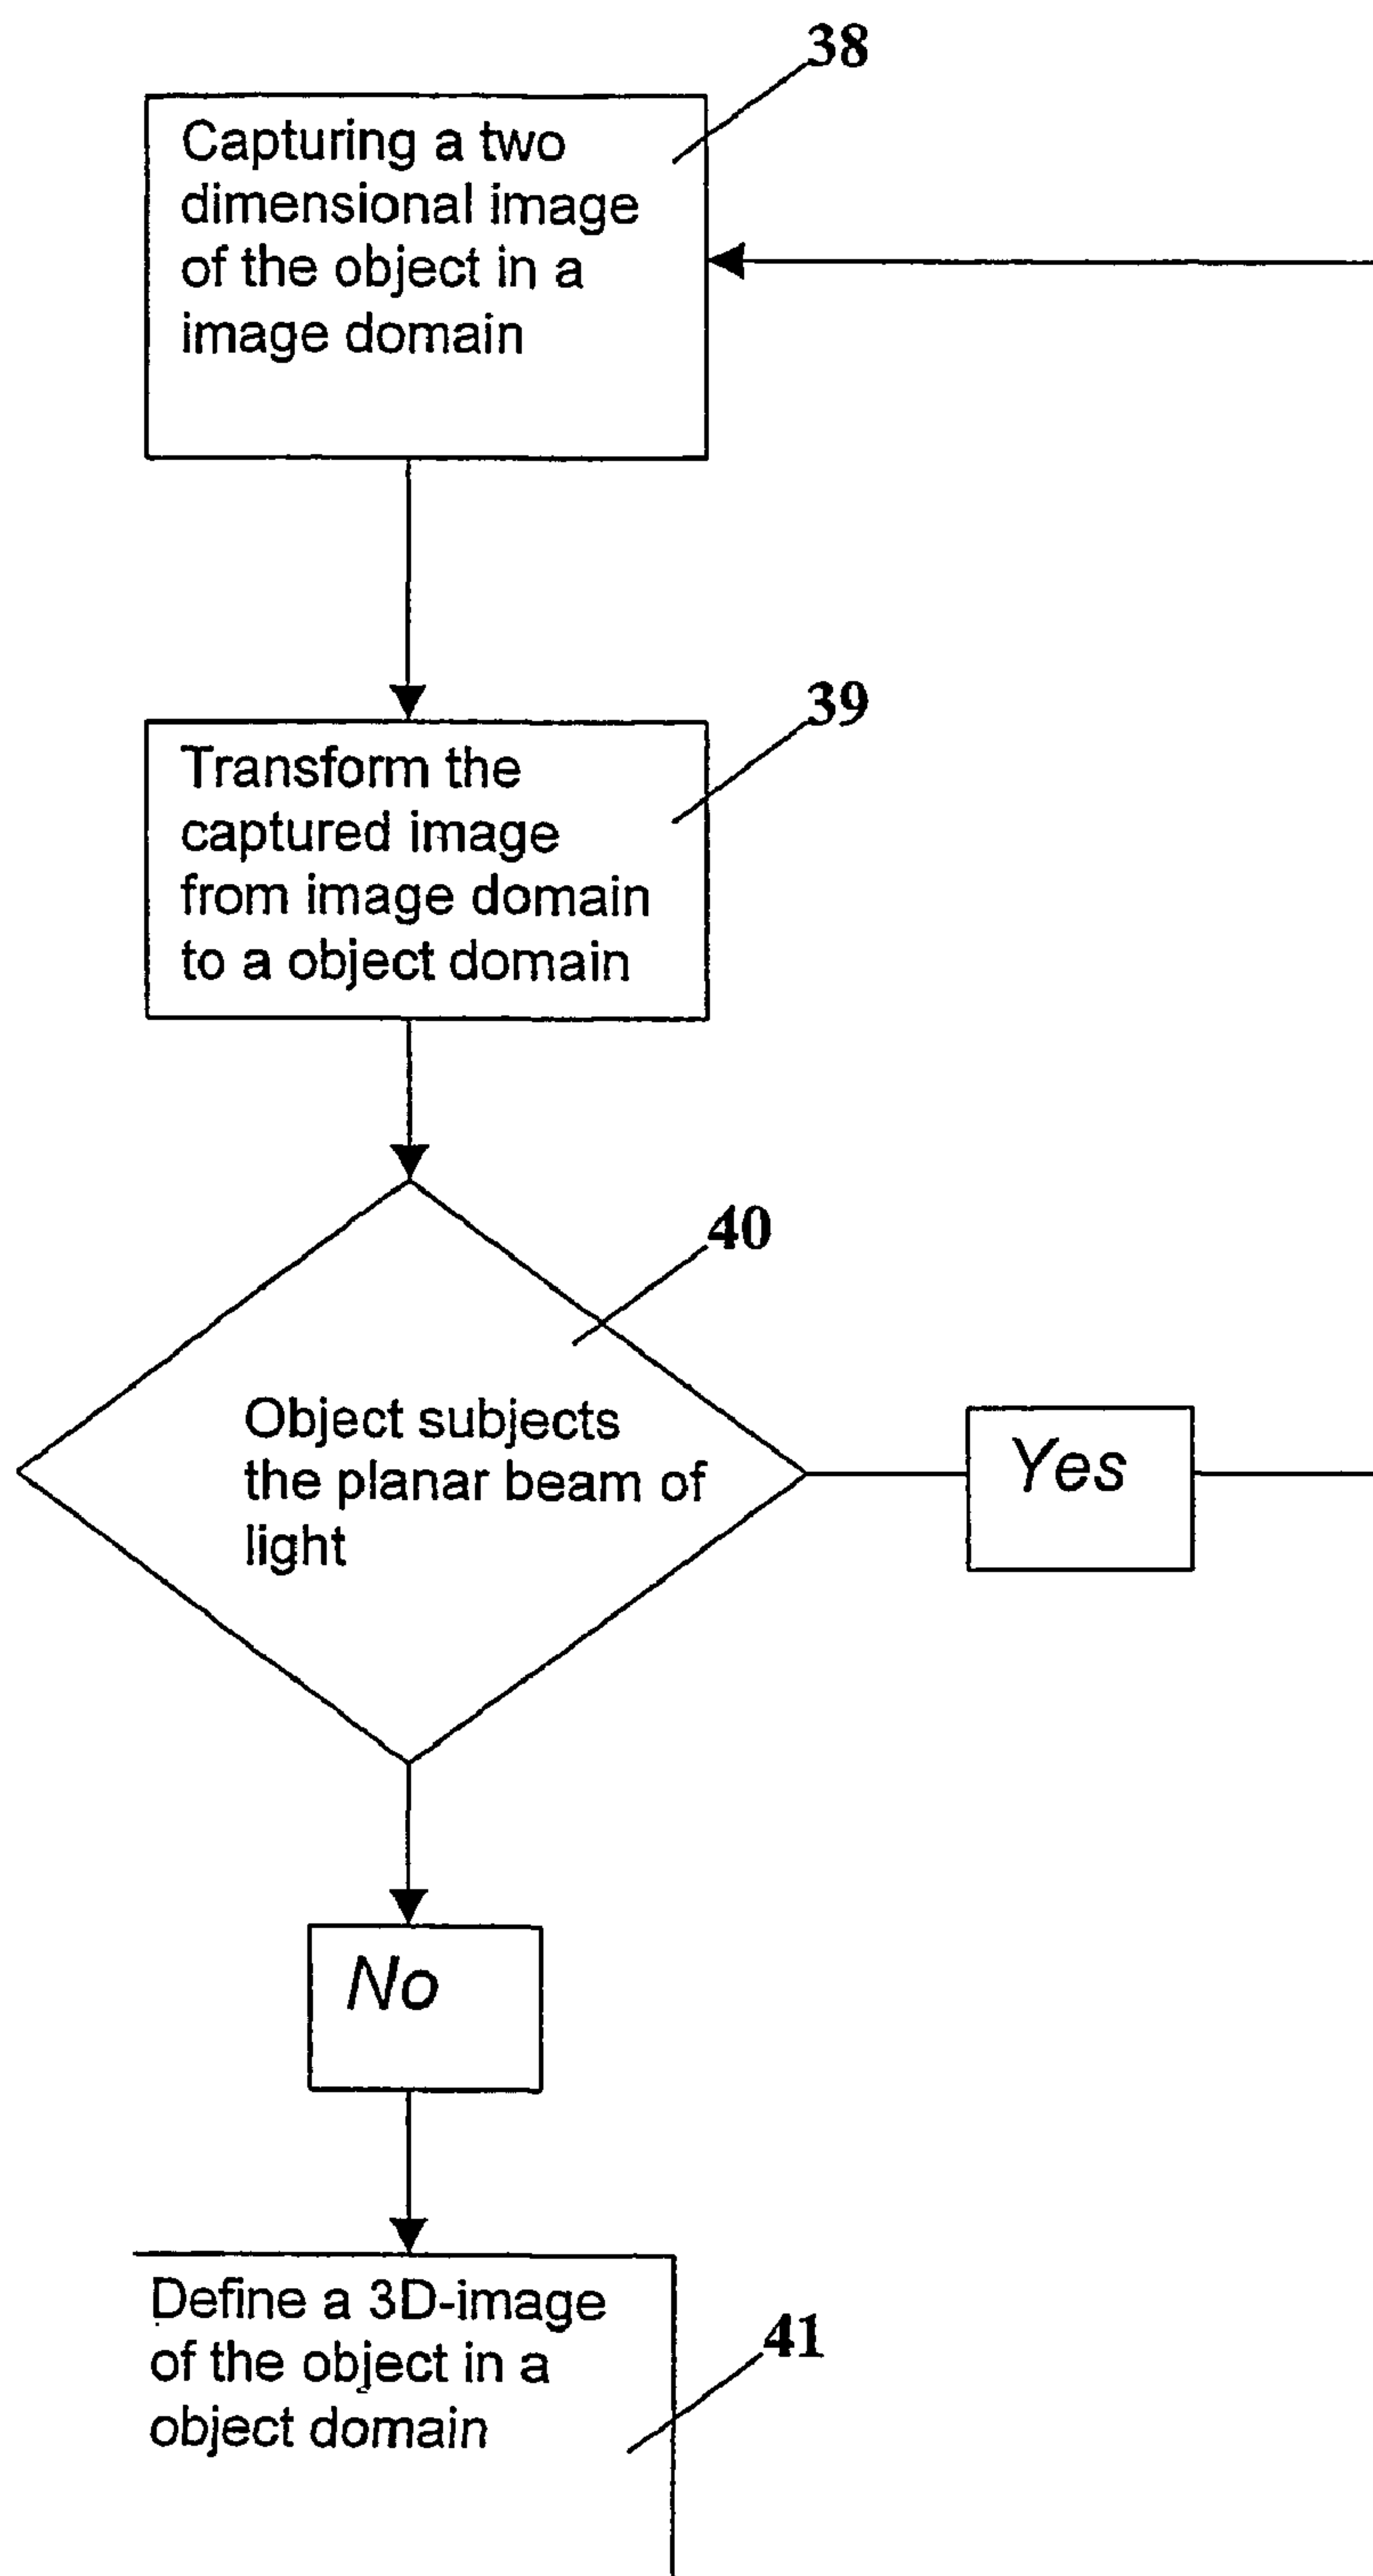 38
Capturing a two
dimensional image
of the object in a
image domain
39
Transform the
captured image
from image domain
to a object domain
40
Object subjects
the planar beam of
light
Yes
No
Define a 3D-image
of the object in a
object domain
41